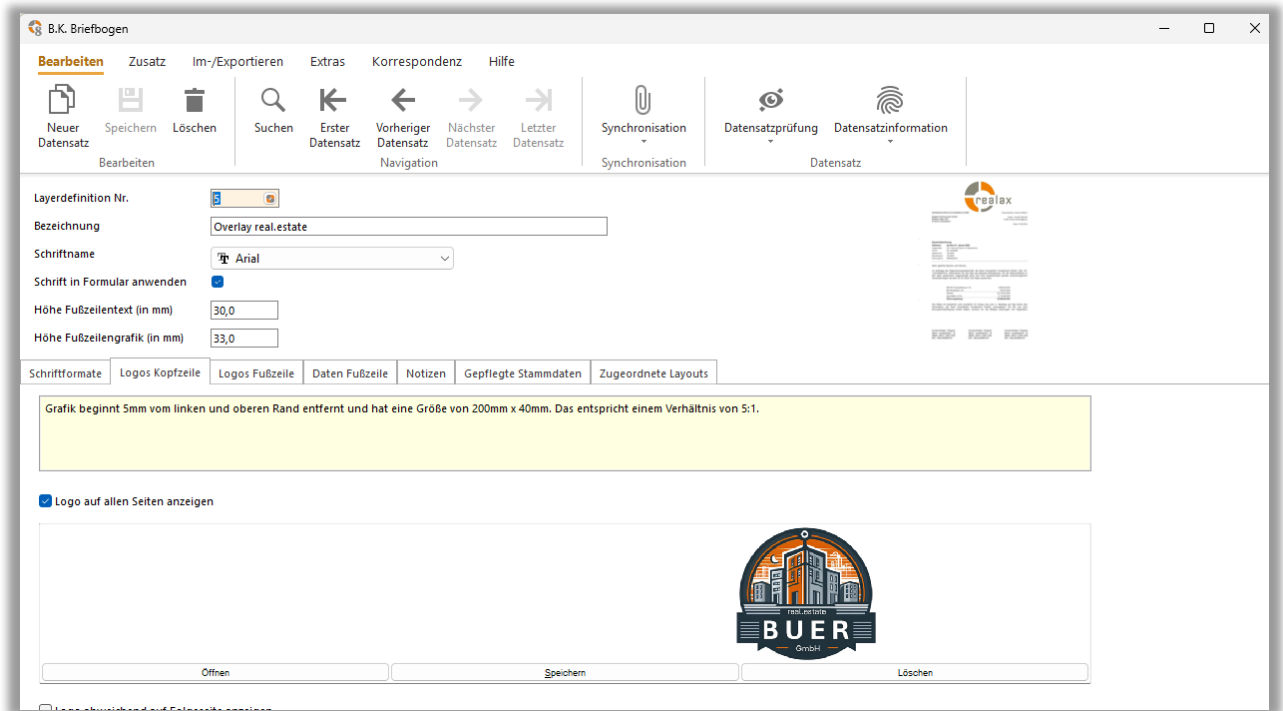 B.K. Briefbogen
Bearbeiten Zusatz Im-/Exportieren Extras Korrespondenz Hilfe
Neuer Datensatz Speichern Löschen Suchen Erster Datensatz Vorheriger Datensatz Nächster Datensatz Letzter Datensatz Synchronisation Datensatzprüfung Datensatzinformation
Bearbeiten Navigation Synchronisation Datensatz
realax
Layerdefinition Nr. 5
Bezeichnung Overlay real.estate
Schriftname Arial
Schrift in Formular anwenden
Höhe Fußzeilentext (in mm) 30,0
Höhe Fußzeilengrafik (in mm) 33,0
Schriftformate Logos Kopfzeile Logos Fußzeile Daten Fußzeile Notizen Gepflegte Stammdaten Zugeordnete Layouts
Grafik beginnt 5mm vom linken und oberen Rand entfernt und hat eine Größe von 200mm x 40mm. Das entspricht einem Verhältnis von 5:1.
Logo auf allen Seiten anzeigen
real.estate
BUER
GmbH
Öffnen Speichern Löschen
Logo abweichend auf Folgeseite anzeigen